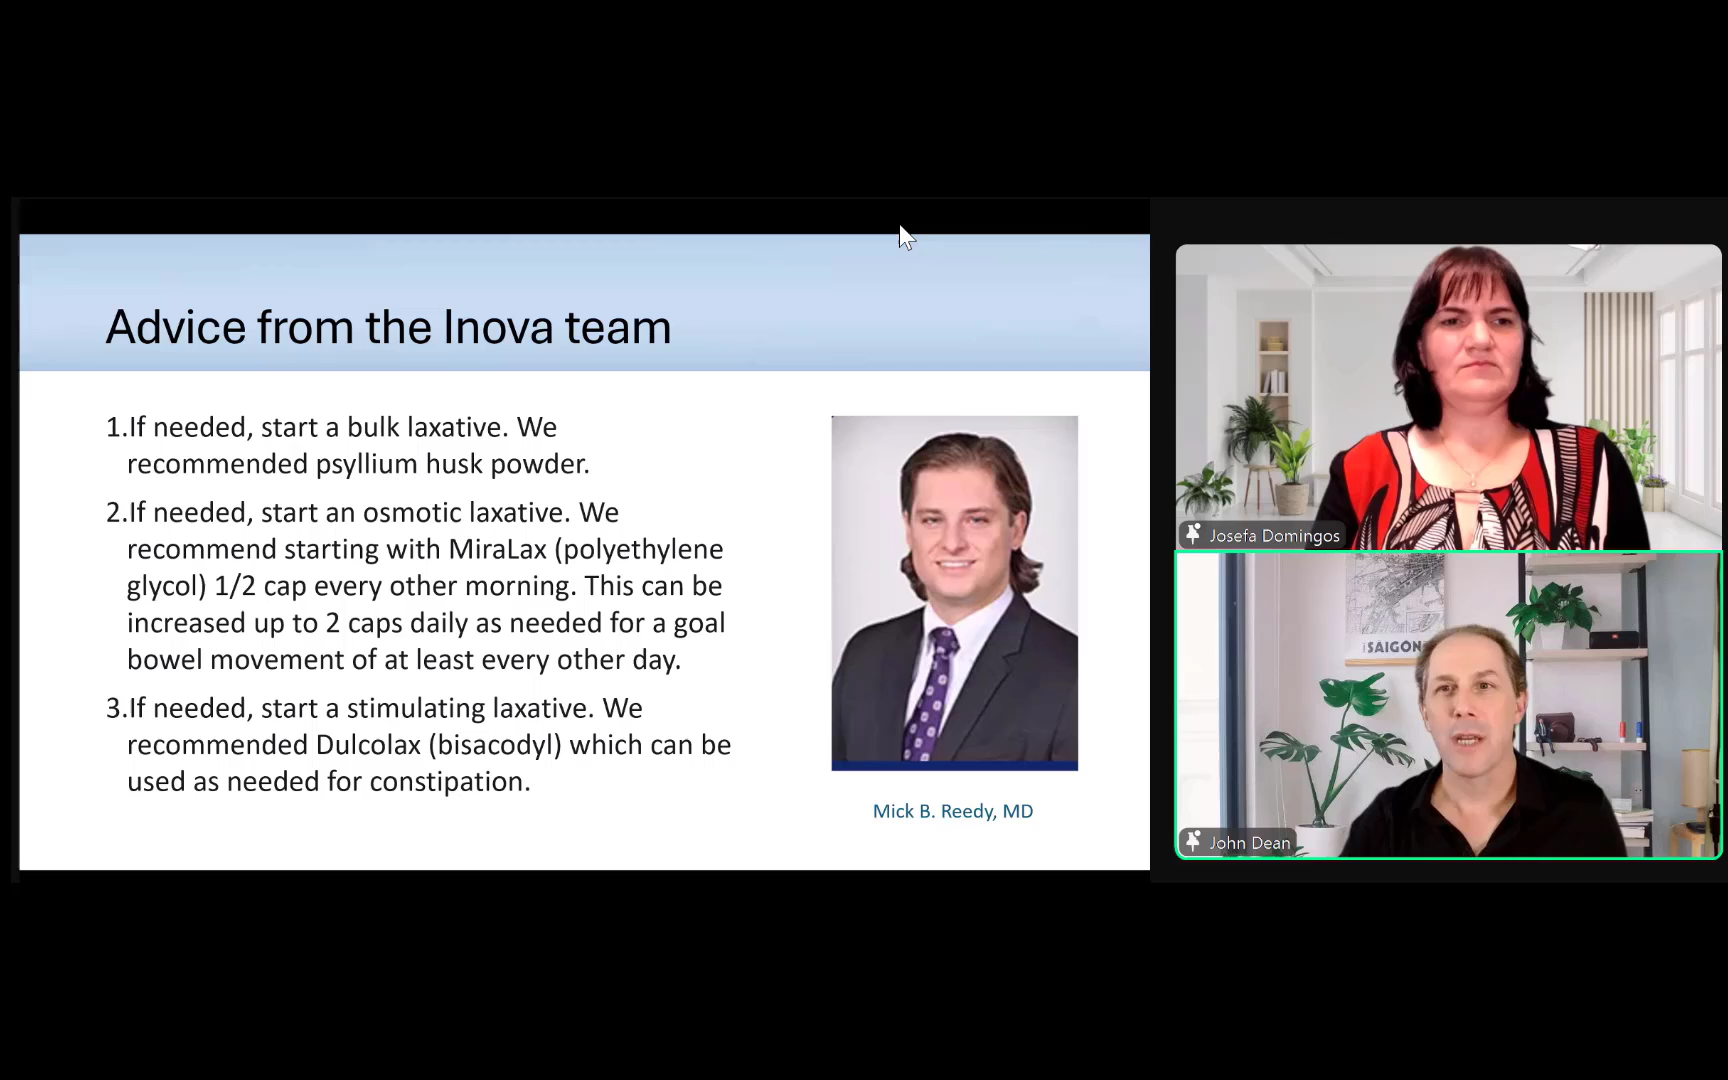 Advice from the Inova team
1.If needed, start a bulk laxative. We
recommended psyllium husk powder.
2.If needed, start an osmotic laxative. We
recommend starting with MiraLax (polyethylene
glycol) 1/2 cap every other morning. This can be
increased up to 2 caps daily as needed for a goal
bowel movement of at least every other day.
3.If needed, start a stimulating laxative. We
recommended Dulcolax (bisacodyl) which can be
used as needed for constipation.
Mick B. Reedy, MD
Josefa Domingos
SAIGON
John Dean